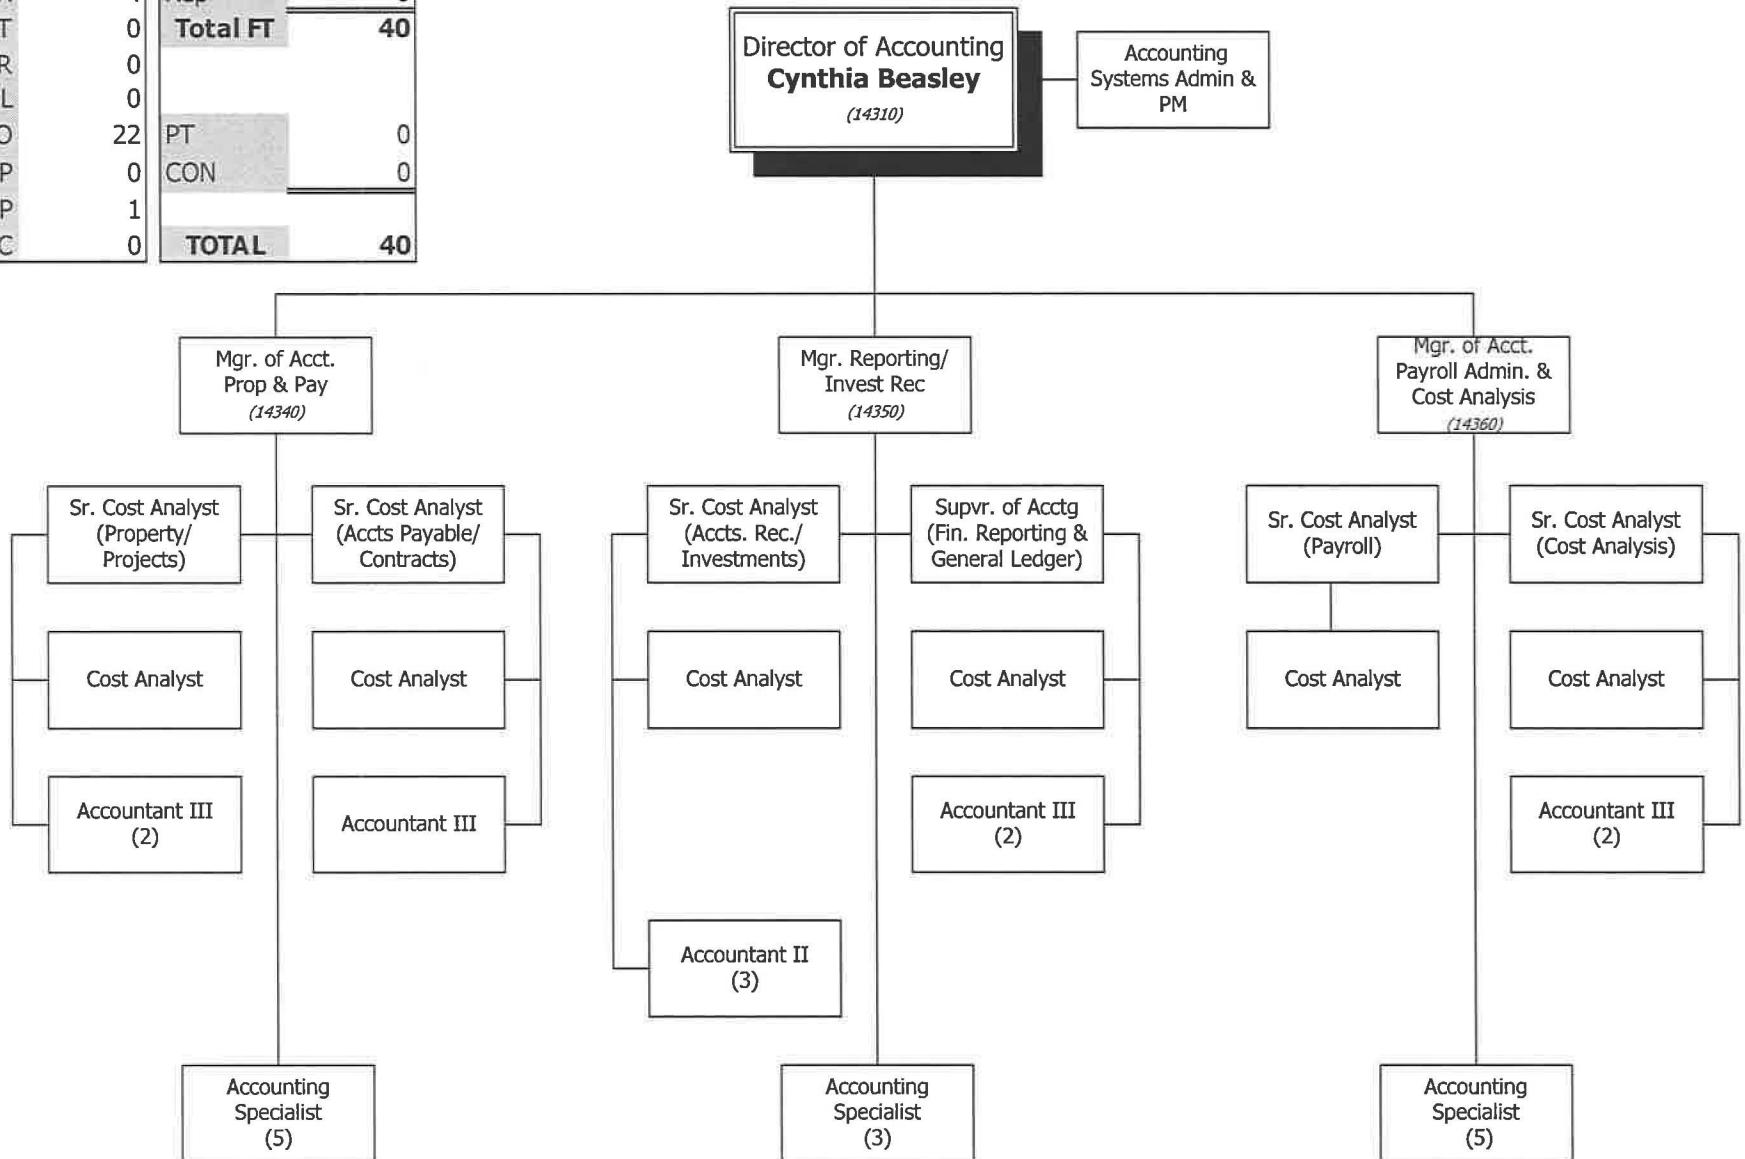 T 0 Total FT 40
R 0
L 0
O 22 PT 0
P 0 CON 0
P 1
C 0 TOTAL 40
Director of Accounting
Cynthia Beasley
(14310)
Accounting
Systems Admin &
PM
Mgr. of Acct.
Prop & Pay
(14340)
Mgr. Reporting/
Invest Rec
(14350)
Mgr. of Acct.
Payroll Admin. &
Cost Analysis
(14360)
Sr. Cost Analyst
(Property/
Projects)
Sr. Cost Analyst
(Accts Payable/
Contracts)
Sr. Cost Analyst
(Accts. Rec./
Investments)
Supvr. of Acctg
(Fin. Reporting &
General Ledger)
Sr. Cost Analyst
(Payroll)
Sr. Cost Analyst
(Cost Analysis)
Cost Analyst
Cost Analyst
Cost Analyst
Cost Analyst
Cost Analyst
Cost Analyst
Accountant III
(2)
Accountant III
Accountant III
(2)
Accountant III
(2)
Accountant II
(3)
Accounting
Specialist
(5)
Accounting
Specialist
(3)
Accounting
Specialist
(5)